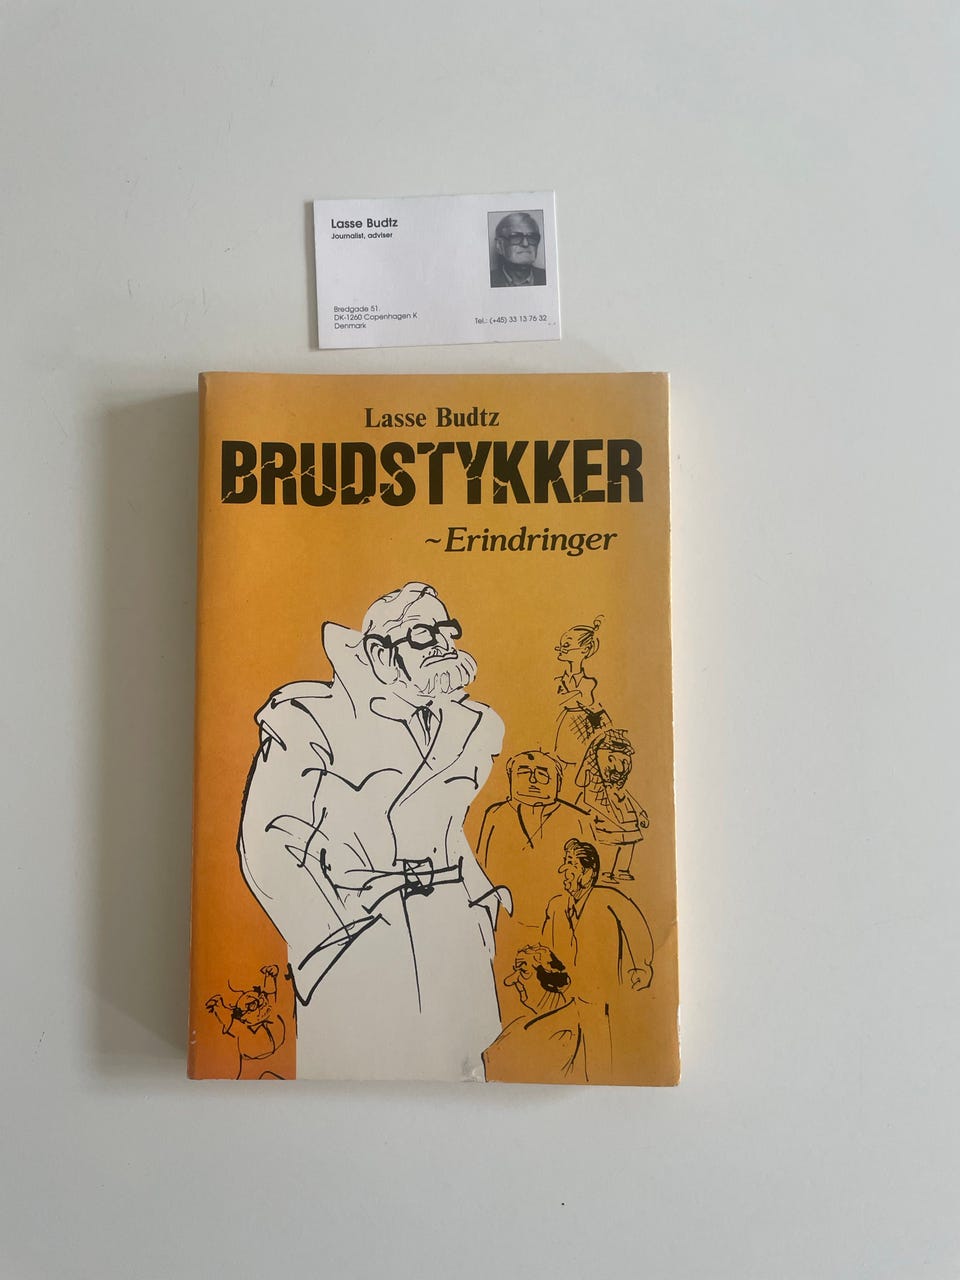 Lasse Budtz
Journalist, adviser
Bredgade 51
DK-1260 Copenhagen K
Denmark
Tel.: (+45) 33 13 76 32
Lasse Budtz
BRUDSTYKKER
~Erindringer